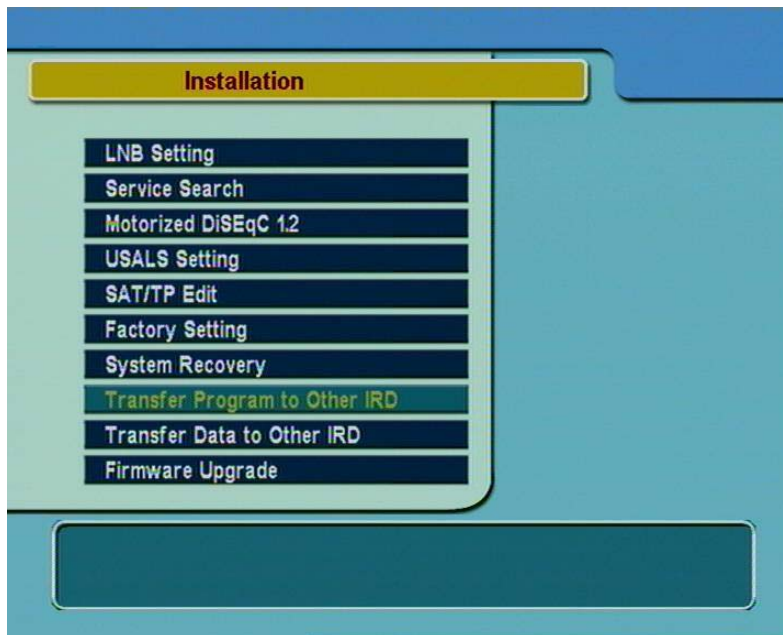 Installation
LNB Setting
Service Search
Motorized DiSEqC 1.2
USALS Setting
SAT/TP Edit
Factory Setting
System Recovery
Transfer Program to Other IRD
Transfer Data to Other IRD
Firmware Upgrade